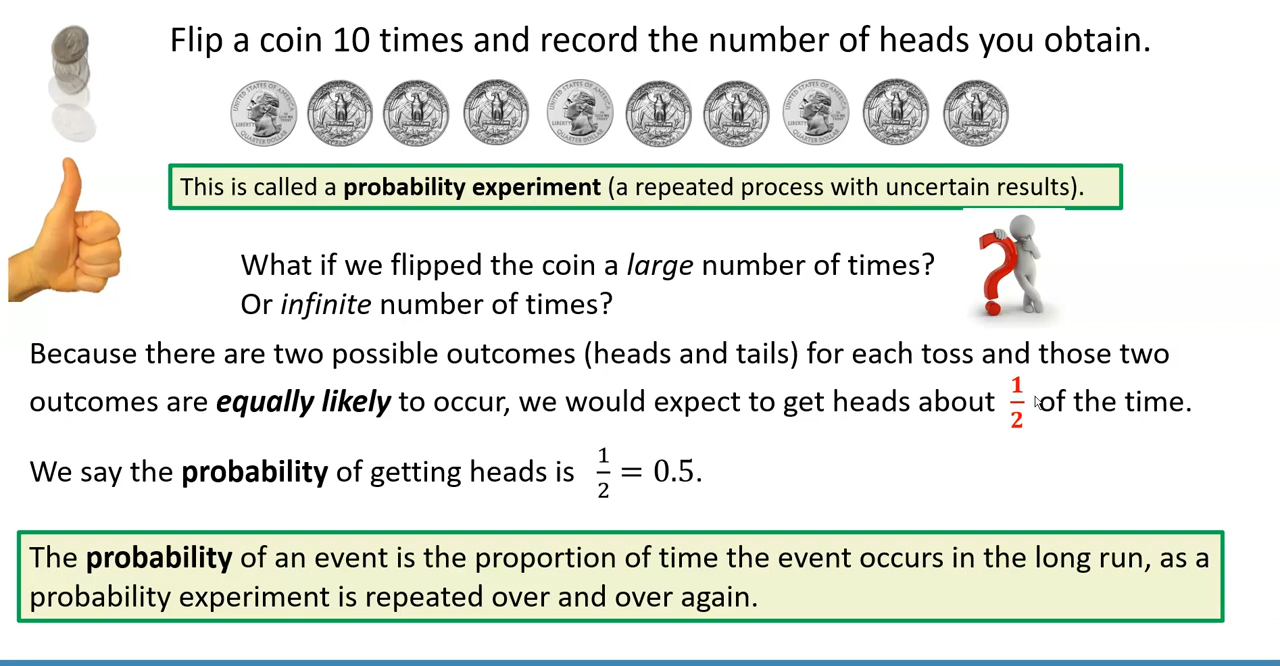 Flip a coin 10 times and record the number of heads you obtain.
This is called a probability experiment (a repeated process with uncertain results).
What if we flipped the coin a large number of times?
Or infinite number of times?
Because there are two possible outcomes (heads and tails) for each toss and those two
outcomes are equally likely to occur, we would expect to get heads about 1/2 of the time.
We say the probability of getting heads is 1/2 = 0.5.
The probability of an event is the proportion of time the event occurs in the long run, as a
probability experiment is repeated over and over again.